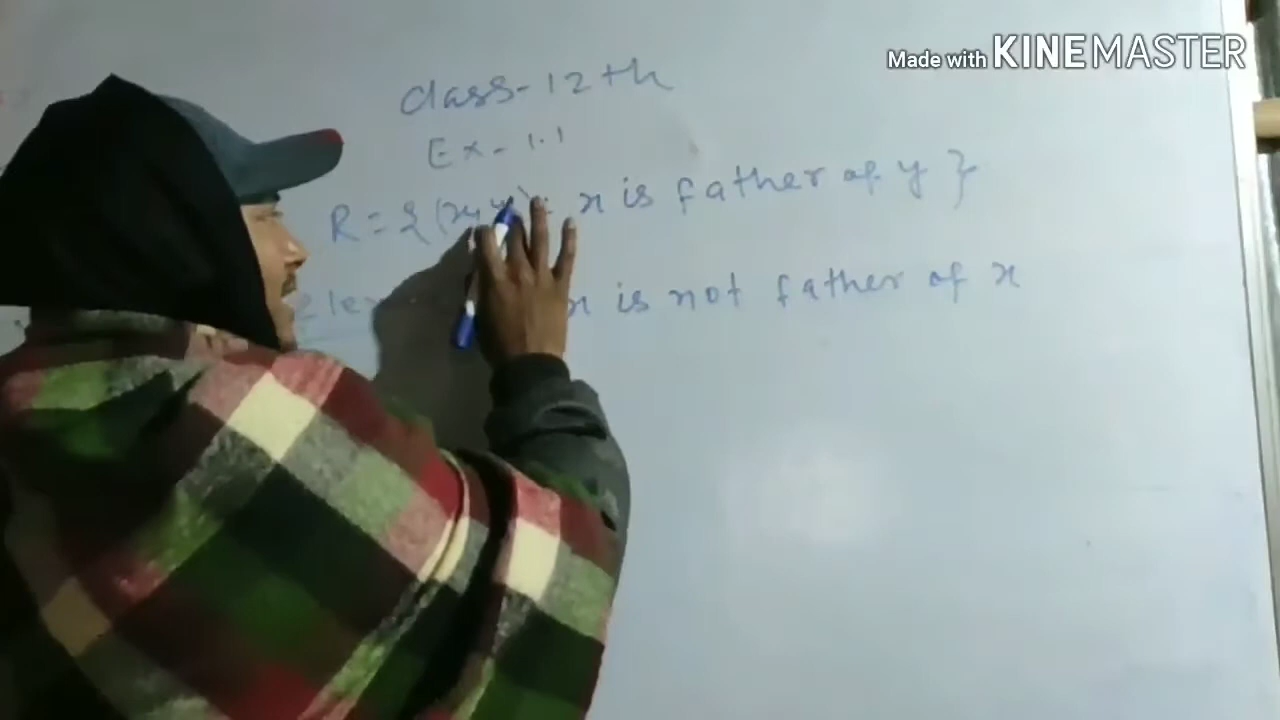 Made with KINEMASTER
class-12th
Ex-1.1
R={(x,y): x is father of y }
x is not father of x